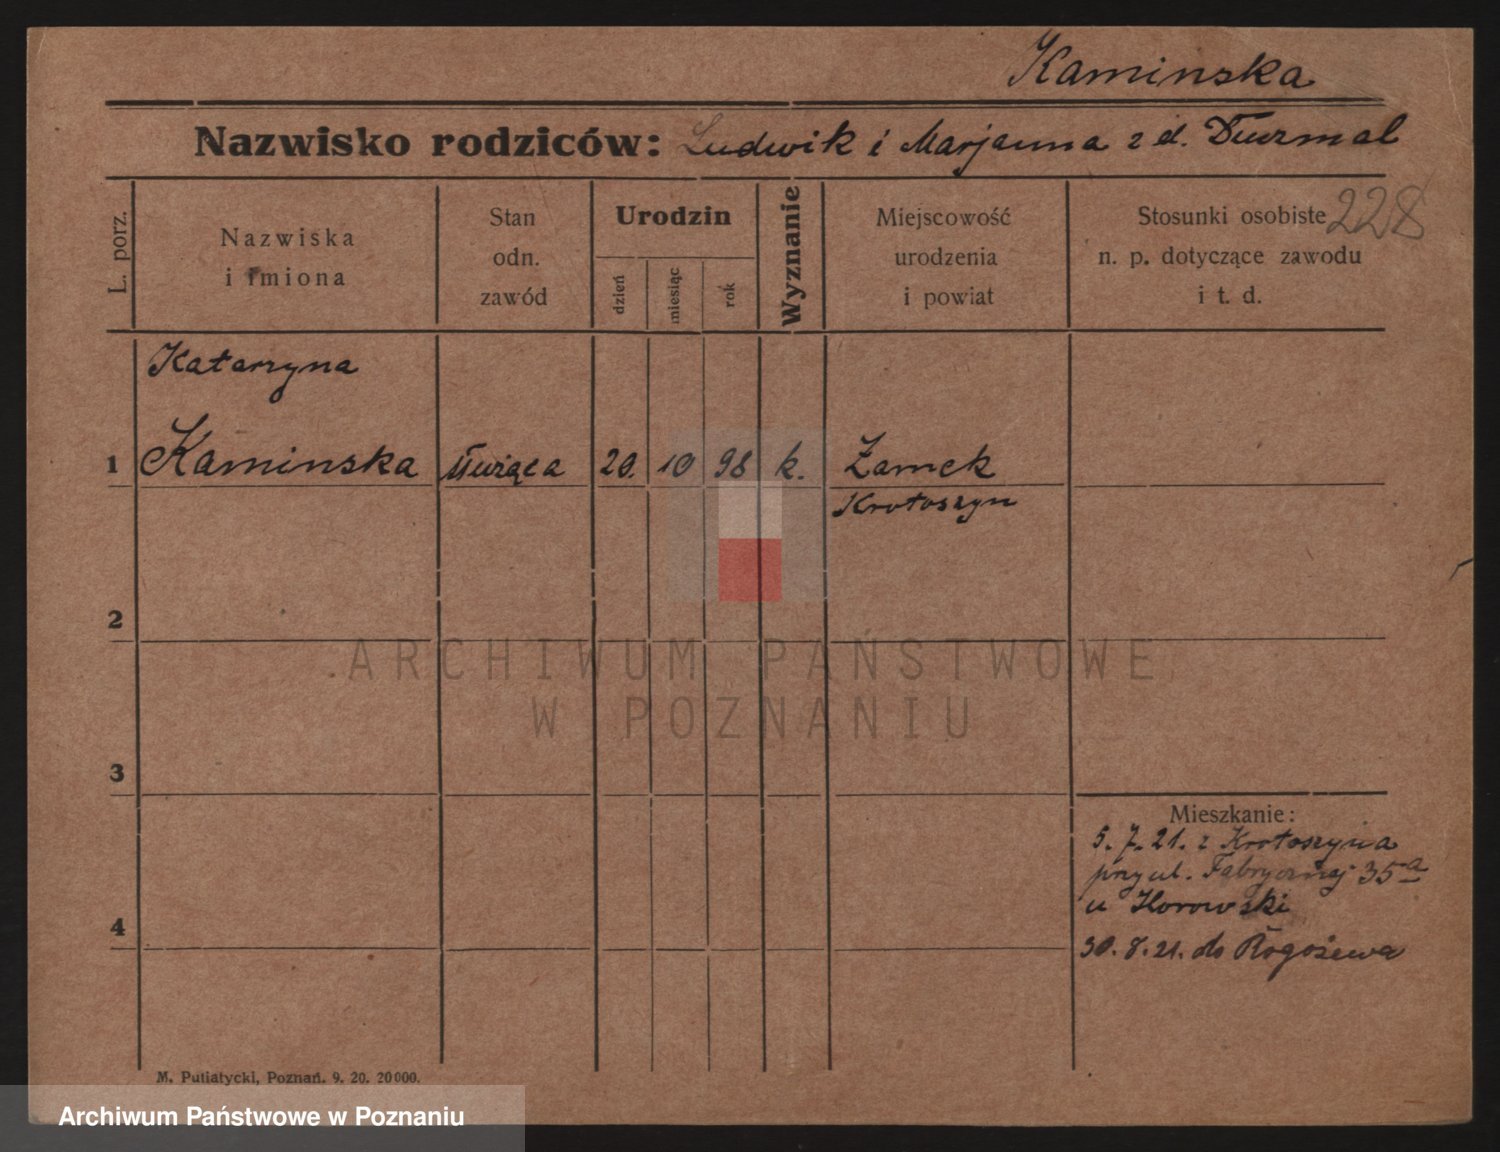 Kaminska
Nazwisko rodziców: Ludwik i Marjanna z d.
228
L. porz.
Nazwiska
i imiona
Stan
odn.
zawód
Urodzin
dzień
miesiąc
rok
Wyznanie
Miejscowość
urodzenia
i powiat
Stosunki osobiste
n. p. dotyczące zawodu
i t. d.
Katarzyna
1 Kaminska 20. 10 98 k. Zamek
Krotoszyn
2
ARCHIWUM PAŃSTWOWE
W POZNANIU
3
Mieszkanie:
5. 7. 21. z Krotoszyna
przy ul. Fabrycznej 35a
u Horowski
4
30. 8. 21. do Rogożewa
M. Putiatycki, Poznań. 9. 20. 20000.
Archiwum Państwowe w Poznaniu